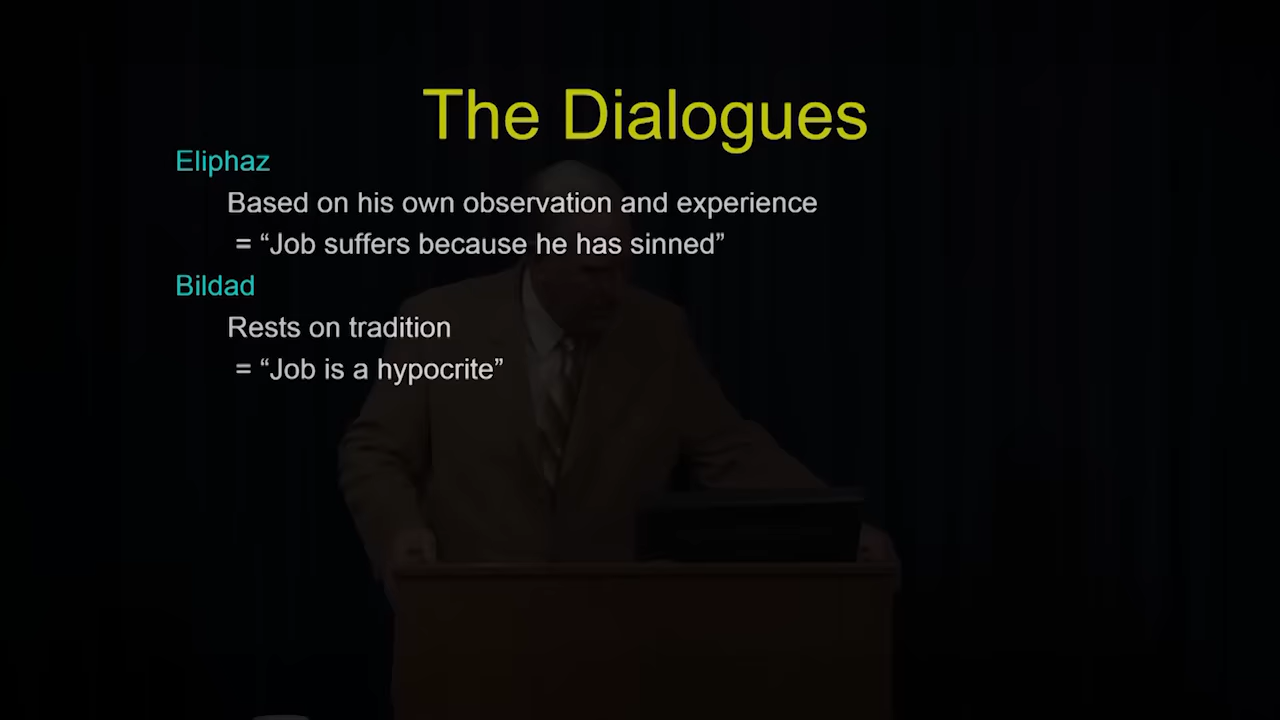 The Dialogues
Eliphaz
Based on his own observation and experience
= “Job suffers because he has sinned”
Bildad
Rests on tradition
= “Job is a hypocrite”